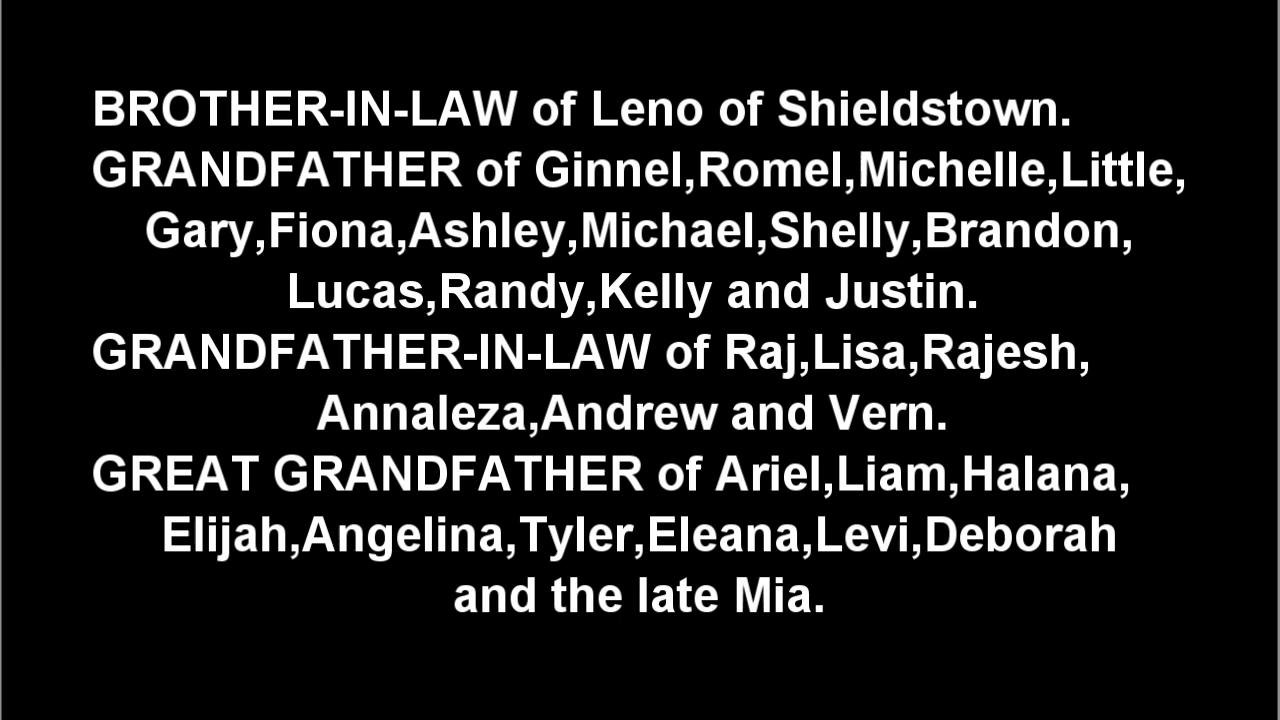 BROTHER-IN-LAW of Leno of Shieldstown.
GRANDFATHER of Ginnel,Romel,Michelle,Little,
Gary,Fiona,Ashley,Michael,Shelly,Brandon,
Lucas,Randy,Kelly and Justin.
GRANDFATHER-IN-LAW of Raj,Lisa,Rajesh,
Annaleza,Andrew and Vern.
GREAT GRANDFATHER of Ariel,Liam,Halana,
Elijah,Angelina,Tyler,Eleana,Levi,Deborah
and the late Mia.